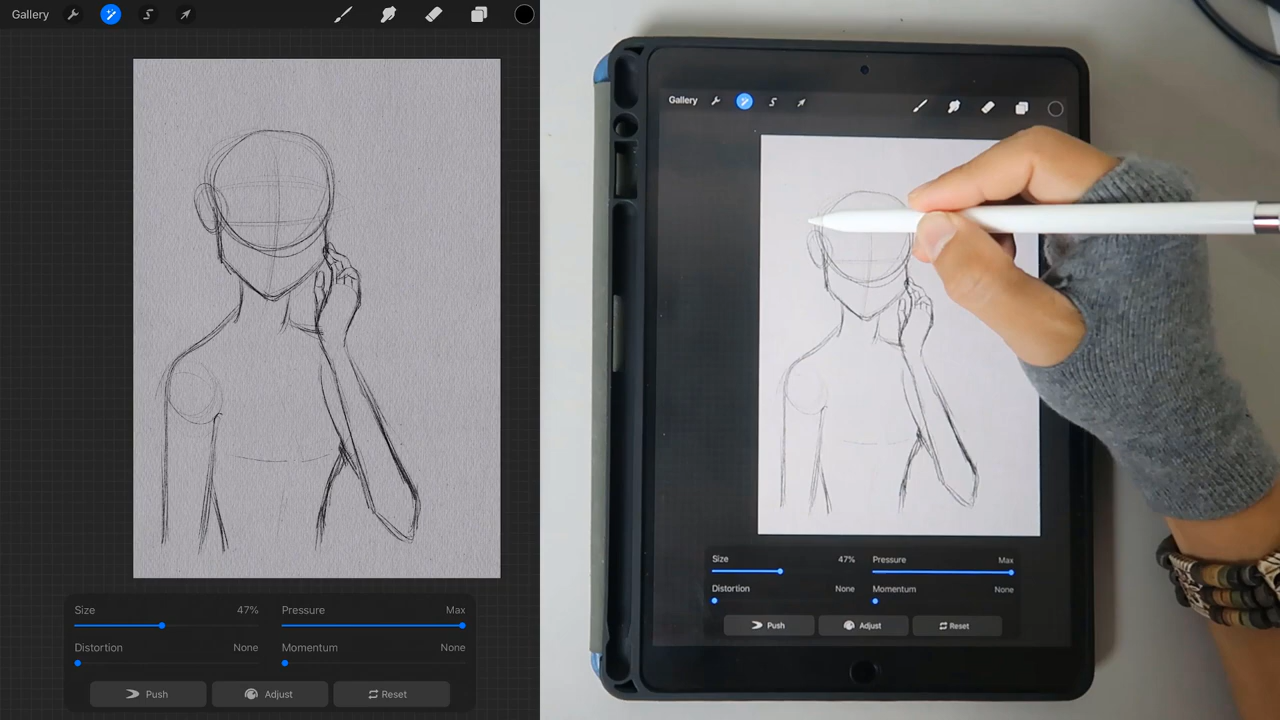 Gallery
Size 47% Pressure Max
Distortion None Momentum None
Push Adjust Reset
Gallery
Size 47% Pressure Max
Distortion None Momentum None
Push Adjust Reset